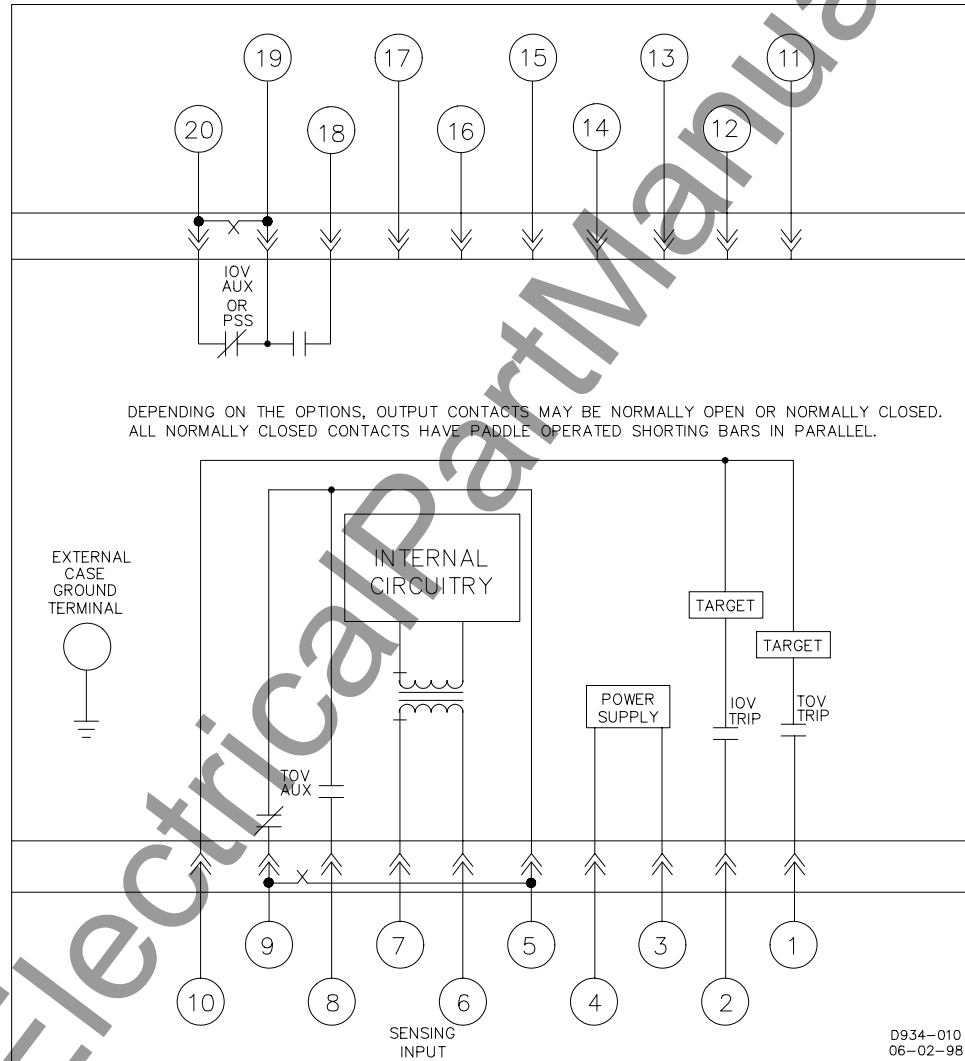 19
17
15
13
11
20
18
16
14
12
IOV
AUX
OR
PSS
DEPENDING ON THE OPTIONS, OUTPUT CONTACTS MAY BE NORMALLY OPEN OR NORMALLY CLOSED.
ALL NORMALLY CLOSED CONTACTS HAVE PADDLE OPERATED SHORTING BARS IN PARALLEL.
EXTERNAL
CASE
GROUND
TERMINAL
INTERNAL
CIRCUITRY
TARGET
TARGET
POWER
SUPPLY
IOV
TRIP
TOV
TRIP
TOV
AUX
9
7
5
3
1
10
8
6
4
2
SENSING
INPUT
D934-010
06-02-98
ElectricalPartManua